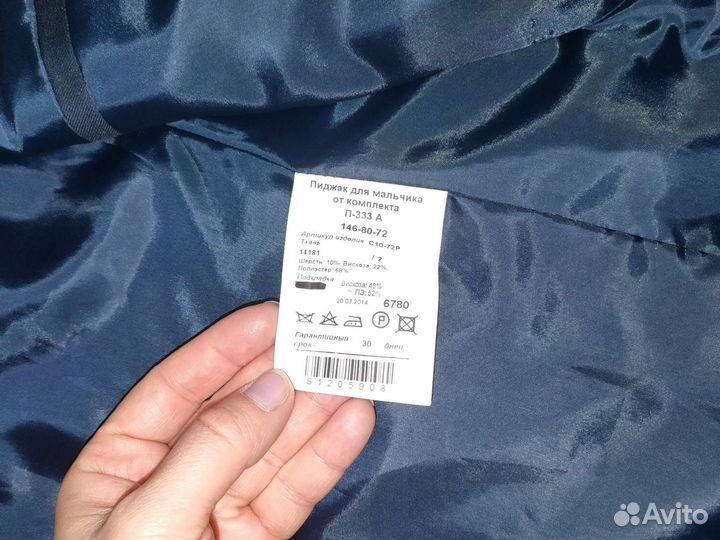 Пиджак для мальчика
от комплекта
П-333 А
146-80-72
Артикул изделия С10-72Р
Ткань
14181 / 2
Шерсть: 10%, Вискоза: 22%,
Полиэстер: 68%
Подкладка Вискоза: 48%
ПЭ: 52%
20.03.2014 6780
P
Гарантийный 30 дней
срок-
S1205908
Avito